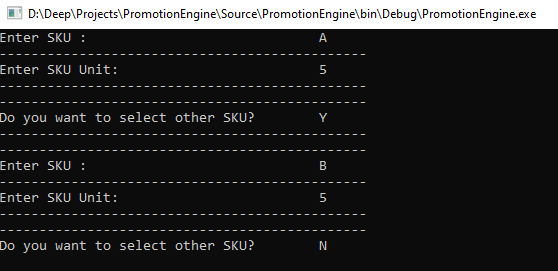 D:\Deep\Projects\PromotionEngine\Source\PromotionEngine\bin\Debug\PromotionEngine.exe
Enter SKU : A
----------------------------------------------
Enter SKU Unit: 5
----------------------------------------------
----------------------------------------------
Do you want to select other SKU? Y
----------------------------------------------
----------------------------------------------
Enter SKU : B
----------------------------------------------
Enter SKU Unit: 5
----------------------------------------------
----------------------------------------------
Do you want to select other SKU? N